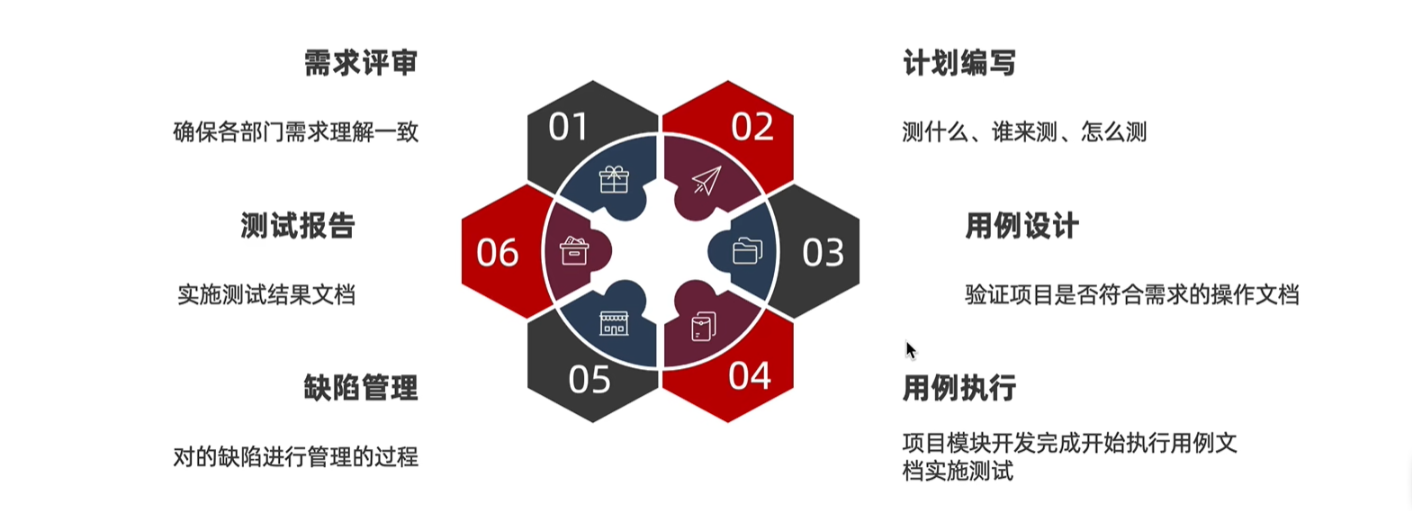 01
需求评审
确保各部门需求理解一致
02
计划编写
测什么、谁来测、怎么测
03
用例设计
验证项目是否符合需求的操作文档
04
用例执行
项目模块开发完成开始执行用例文
档实施测试
05
缺陷管理
对的缺陷进行管理的过程
06
测试报告
实施测试结果文档